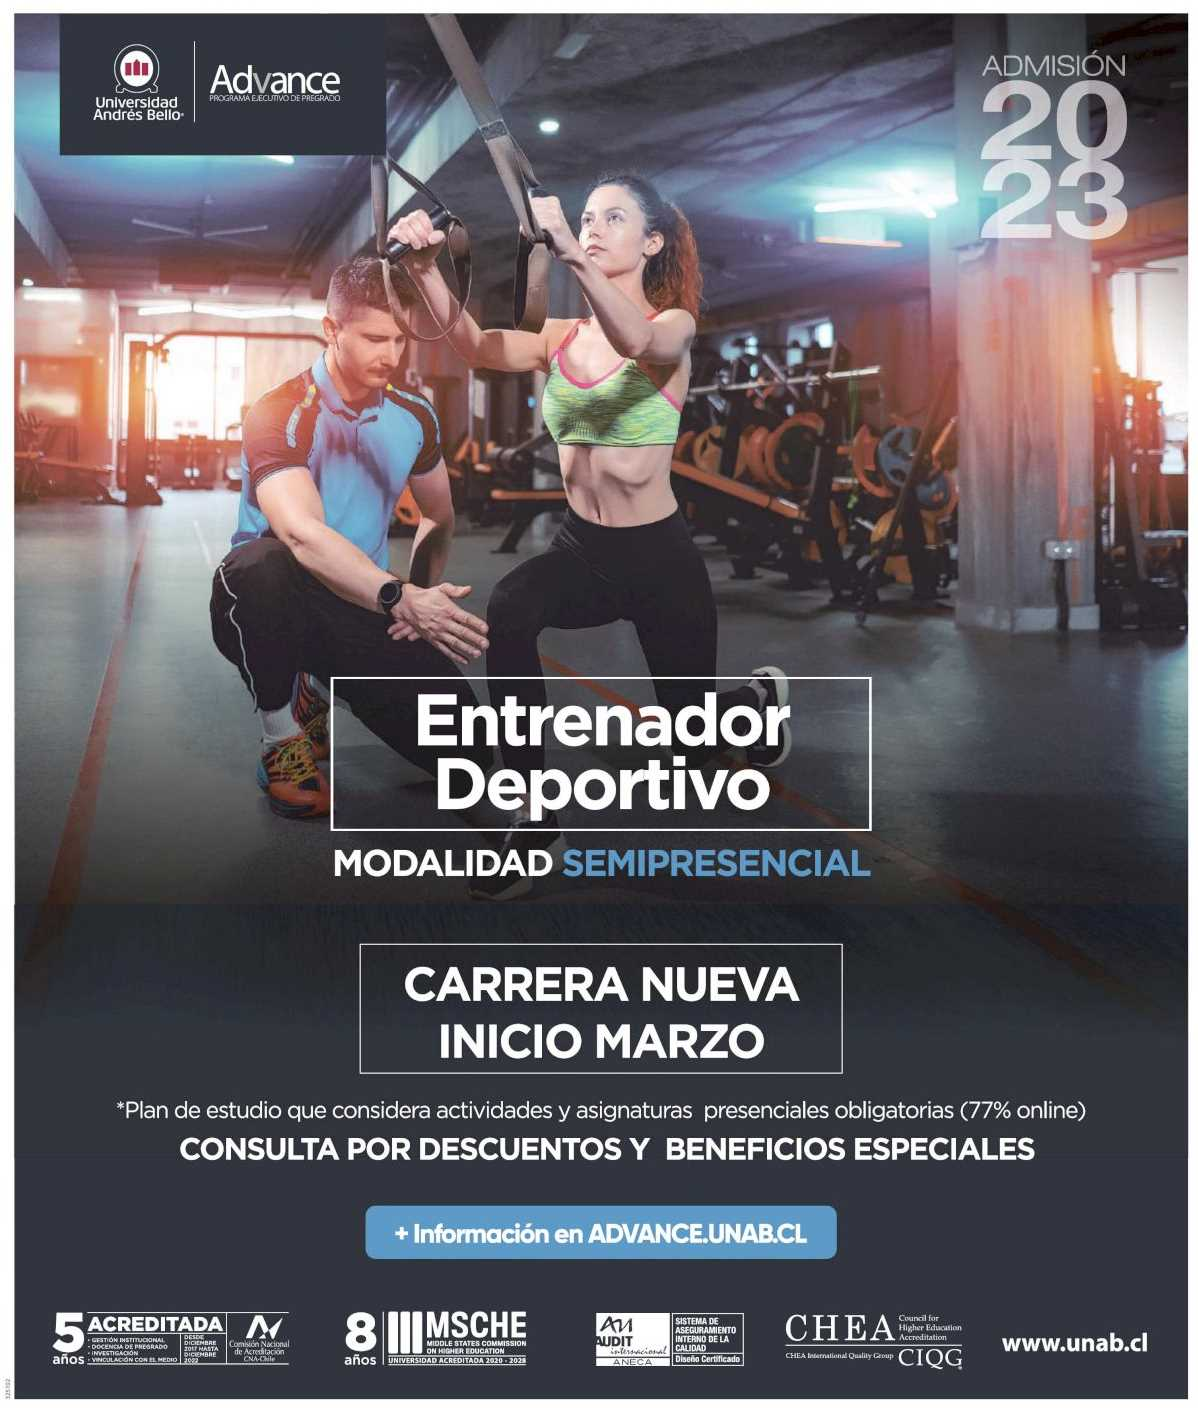 Universidad
Andrés Bello
Advance
PROGRAMA EJECUTIVO DE PREGRADO
ADMISIÓN
20
23
Entrenador
Deportivo
MODALIDAD SEMIPRESENCIAL
CARRERA NUEVA
INICIO MARZO
*Plan de estudio que considera actividades y asignaturas presenciales obligatorias (77% online)
CONSULTA POR DESCUENTOS Y BENEFICIOS ESPECIALES
+ Información en ADVANCE.UNAB.CL
5 años
ACREDITADA
• GESTIÓN INSTITUCIONAL
• DOCENCIA DE PREGRADO
• INVESTIGACIÓN
• VINCULACIÓN CON EL MEDIO
DESDE
DICIEMBRE
2017 HASTA
DICIEMBRE
2022
Comisión Nacional
de Acreditación
CNA-Chile
8 años
MSCHE
MIDDLE STATES COMMISSION
ON HIGHER EDUCATION
UNIVERSIDAD ACREDITADA 2020 - 2028
AUDIT
internacional
ANECA
SISTEMA DE
ASEGURAMIENTO
INTERNO DE LA
CALIDAD
Diseño Certificado
CHEA
Council for
Higher Education
Accreditation
CHEA International Quality Group
CIQG
www.unab.cl